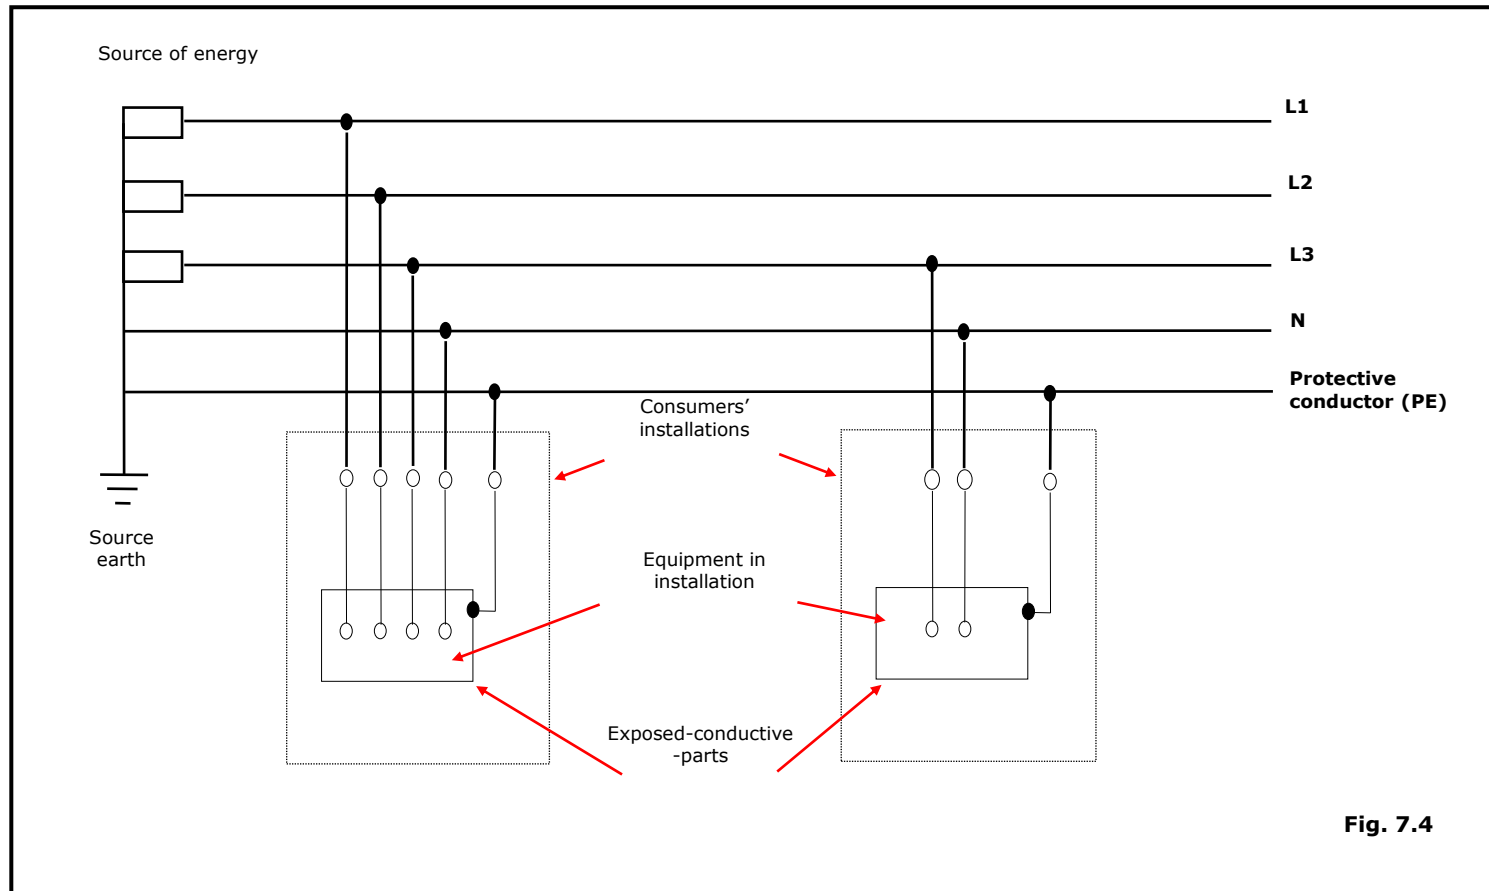 Source of energy
L1
L2
L3
N
Protective
conductor (PE)
Consumers’
installations
Source
earth
Equipment in
installation
Exposed-conductive
-parts
Fig. 7.4